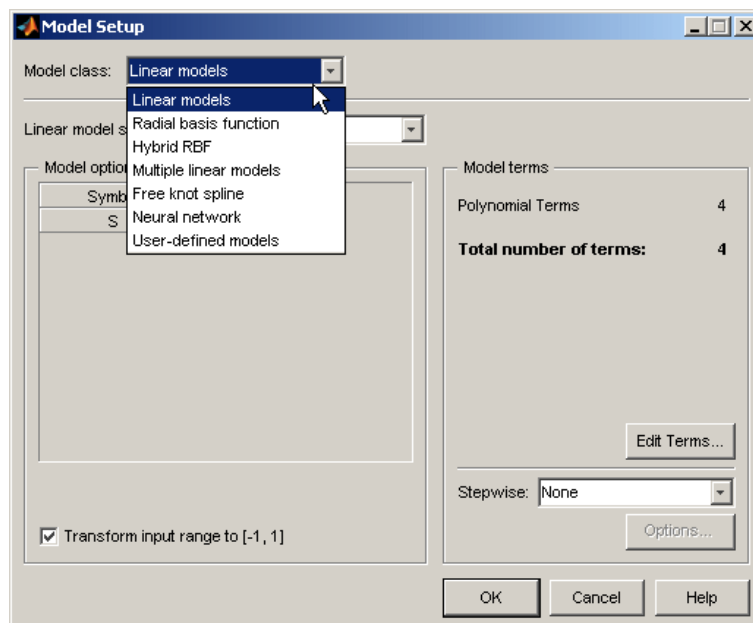 Model Setup
Model class: Linear models
Linear models
Radial basis function
Hybrid RBF
Multiple linear models
Free knot spline
Neural network
User-defined models
Linear model s
Model option
Symb
S
Transform input range to [-1, 1]
Model terms
Polynomial Terms 4
Total number of terms: 4
Edit Terms...
Stepwise: None
Options...
OK Cancel Help